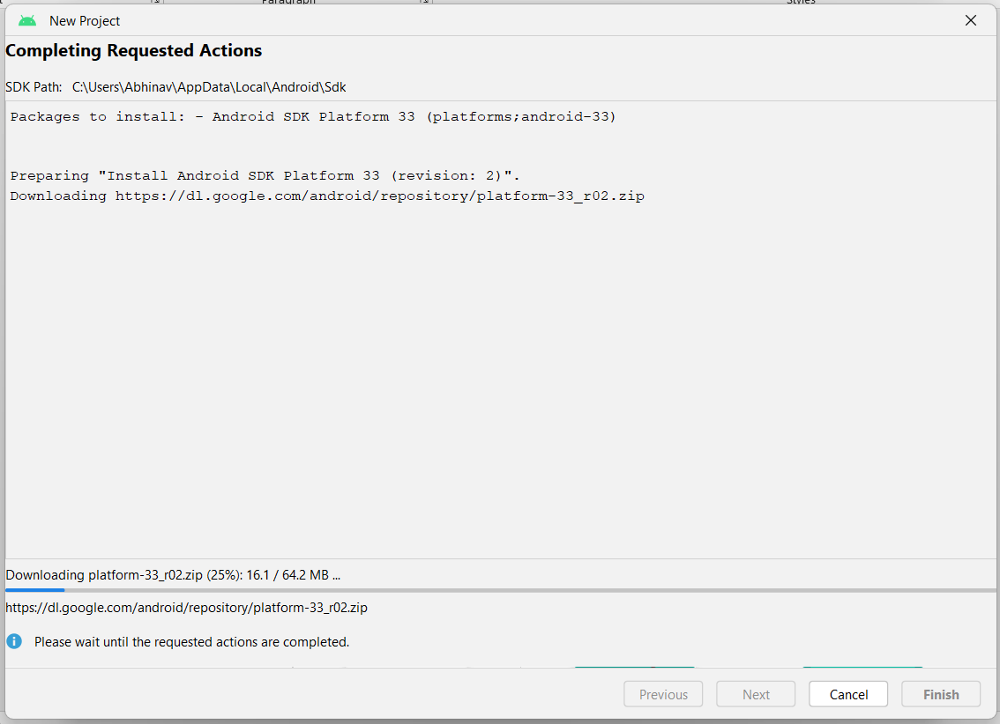 Paragraph
Styles
New Project
Completing Requested Actions
SDK Path: C:\Users\Abhinav\AppData\Local\Android\Sdk
Packages to install: - Android SDK Platform 33 (platforms;android-33)
Preparing "Install Android SDK Platform 33 (revision: 2)".
Downloading https://dl.google.com/android/repository/platform-33_r02.zip
Downloading platform-33_r02.zip (25%): 16.1 / 64.2 MB ...
https://dl.google.com/android/repository/platform-33_r02.zip
Please wait until the requested actions are completed.
Previous Next Cancel Finish